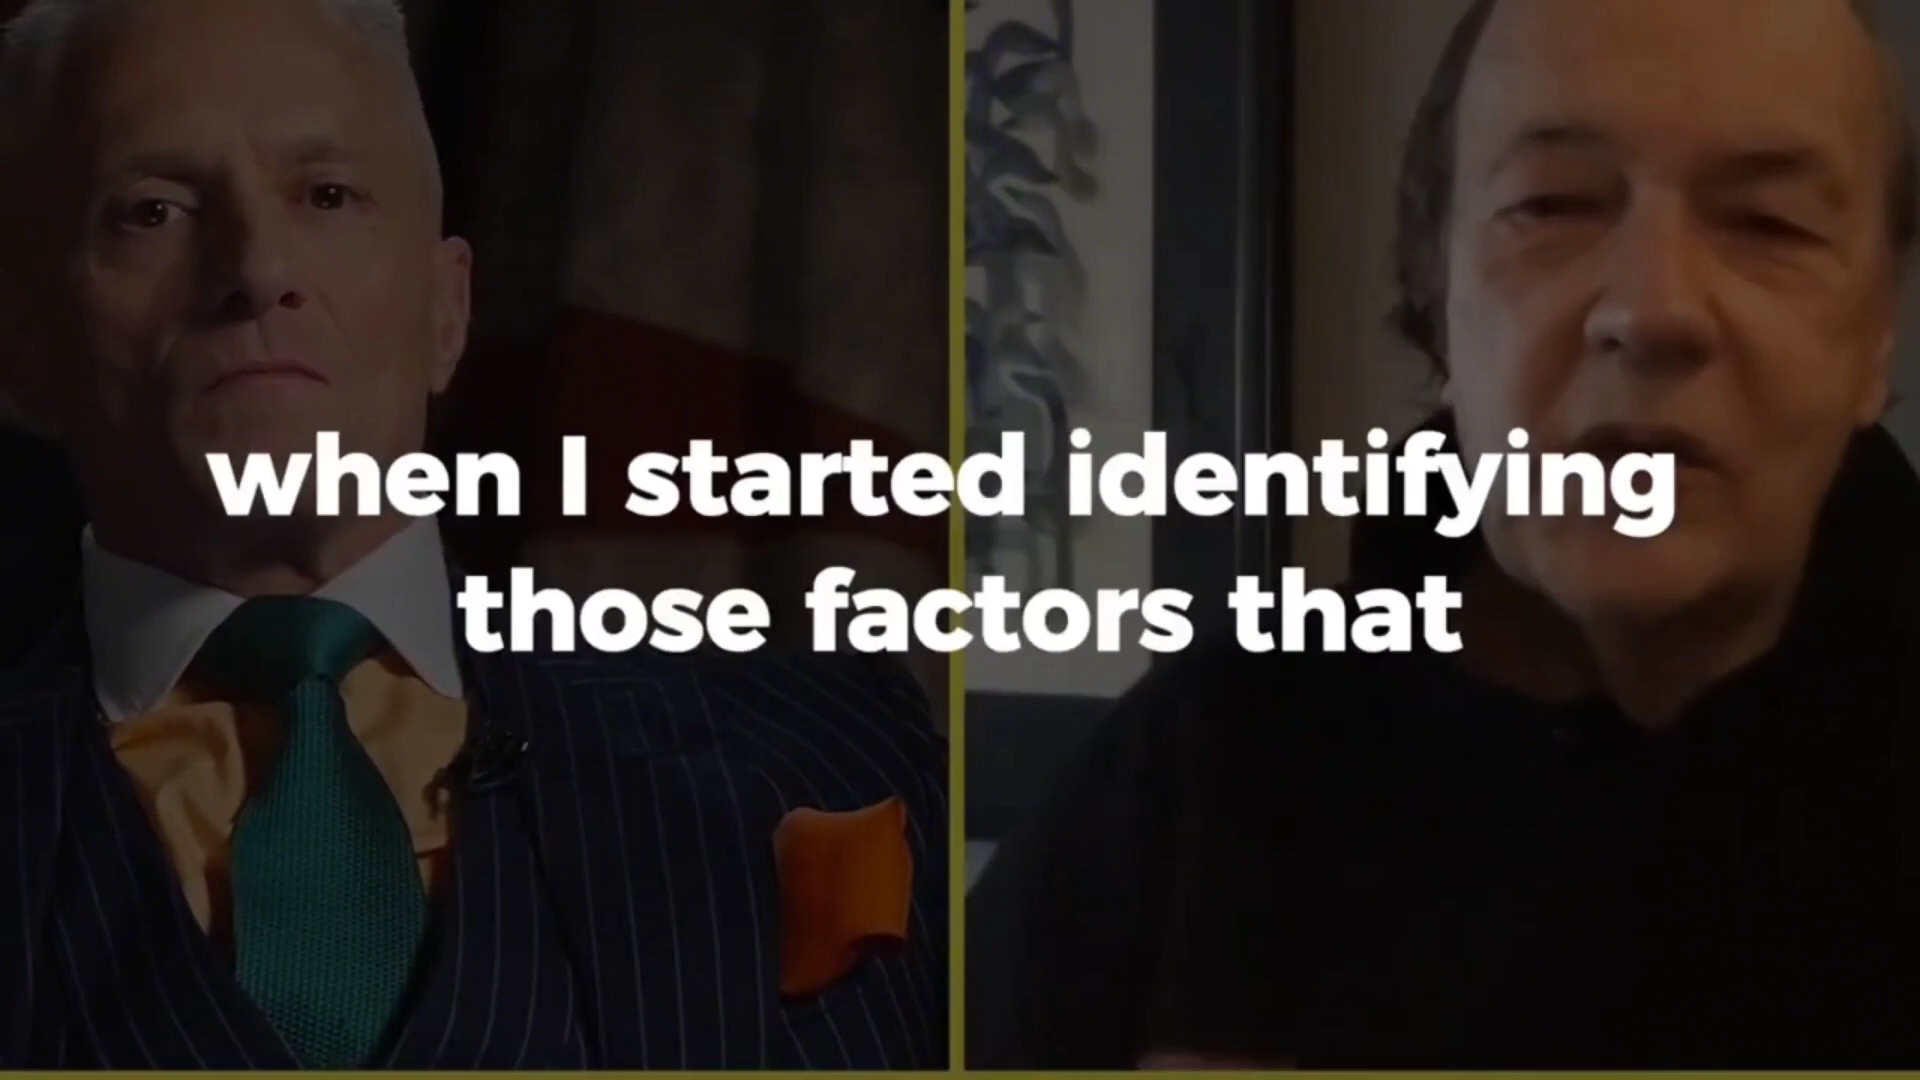 when I started identifying
those factors that